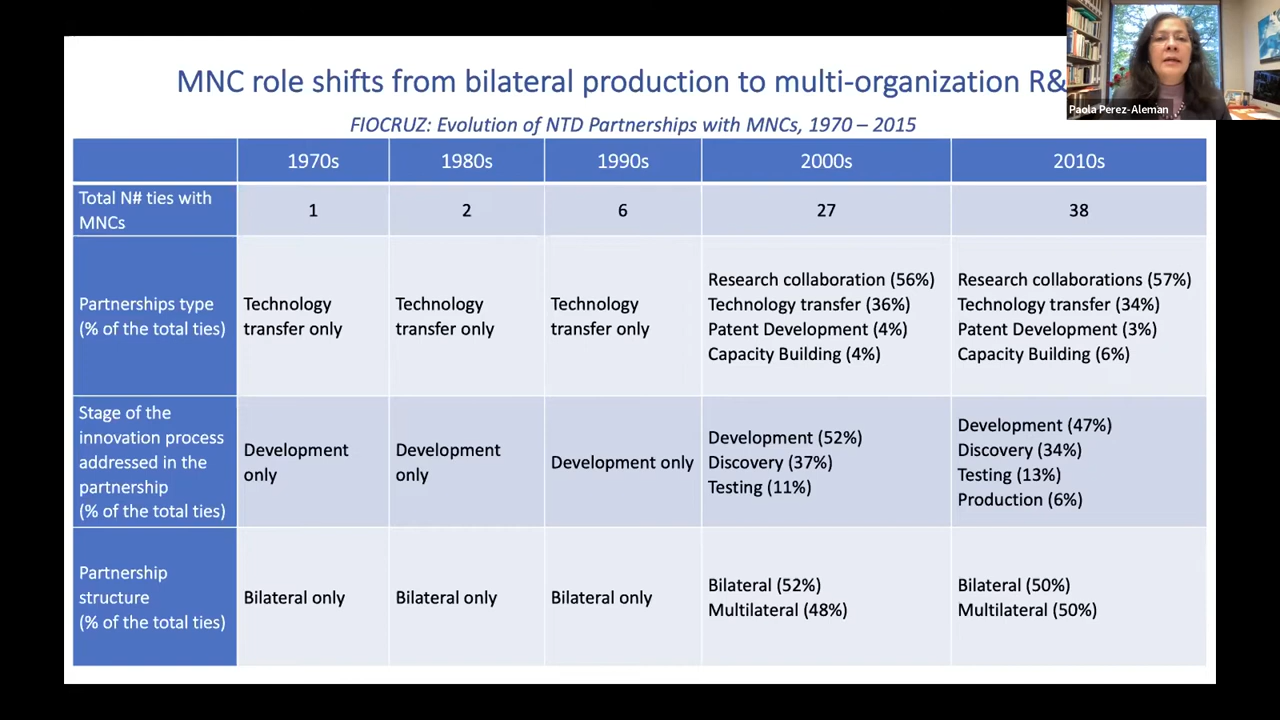 MNC role shifts from bilateral production to multi-organization R&
FIOCRUZ: Evolution of NTD Partnerships with MNCs, 1970 – 2015
Paola Perez-Aleman
1970s 1980s 1990s 2000s 2010s
Total N# ties with
MNCs
1 2 6 27 38
Partnerships type
(% of the total ties)
Technology
transfer only
Technology
transfer only
Technology
transfer only
Research collaboration (56%)
Technology transfer (36%)
Patent Development (4%)
Capacity Building (4%)
Research collaborations (57%)
Technology transfer (34%)
Patent Development (3%)
Capacity Building (6%)
Stage of the
innovation process
addressed in the
partnership
(% of the total ties)
Development
only
Development
only
Development only
Development (52%)
Discovery (37%)
Testing (11%)
Development (47%)
Discovery (34%)
Testing (13%)
Production (6%)
Partnership
structure
(% of the total ties)
Bilateral only
Bilateral only
Bilateral only
Bilateral (52%)
Multilateral (48%)
Bilateral (50%)
Multilateral (50%)